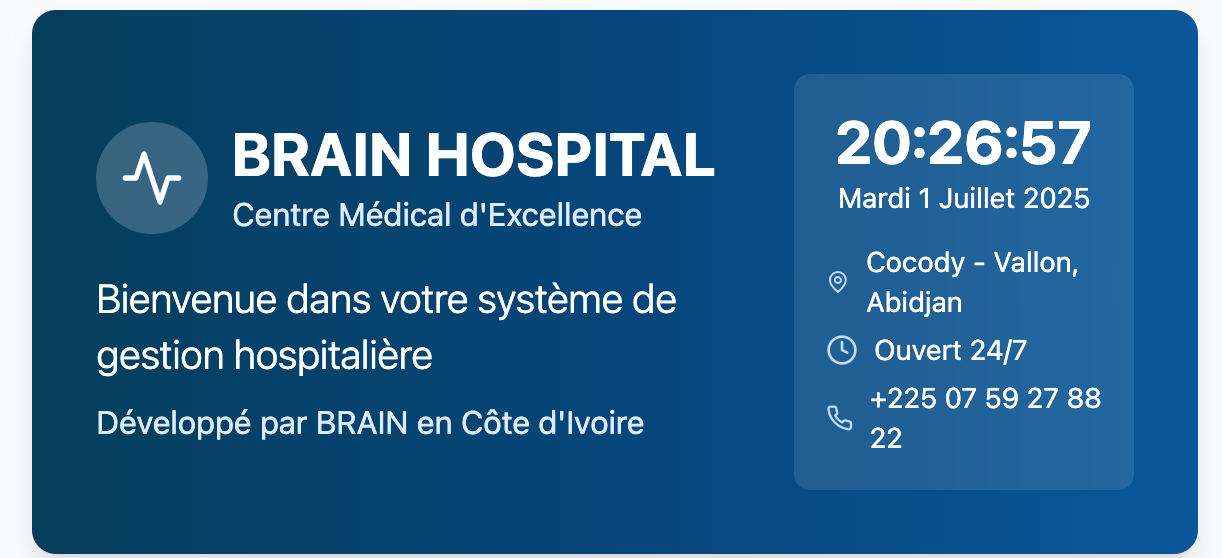 BRAIN HOSPITAL
Centre Médical d'Excellence
Bienvenue dans votre système de
gestion hospitalière
Développé par BRAIN en Côte d'Ivoire
20:26:57
Mardi 1 Juillet 2025
Cocody - Vallon,
Abidjan
Ouvert 24/7
+225 07 59 27 88
22